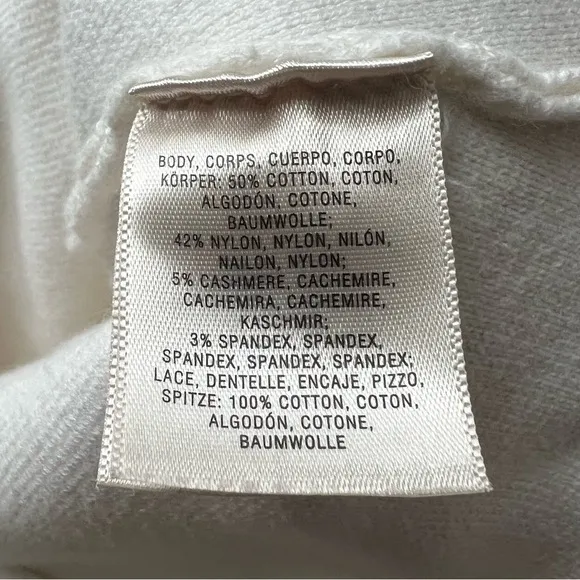 BODY, CORPS, CUERPO, CORPO,
KÖRPER: 50% COTTON, COTON,
ALGODÓN, COTONE,
BAUMWOLLE;
42% NYLON, NYLON, NILÓN,
NAILON, NYLON;
5% CASHMERE, CACHEMIRE,
CACHEMIRA, CACHEMIRE,
KASCHMIR;
3% SPANDEX, SPANDEX,
SPANDEX, SPANDEX, SPANDEX;
LACE, DENTELLE, ENCAJE, PIZZO,
SPITZE: 100% COTTON, COTON,
ALGODÓN, COTONE,
BAUMWOLLE